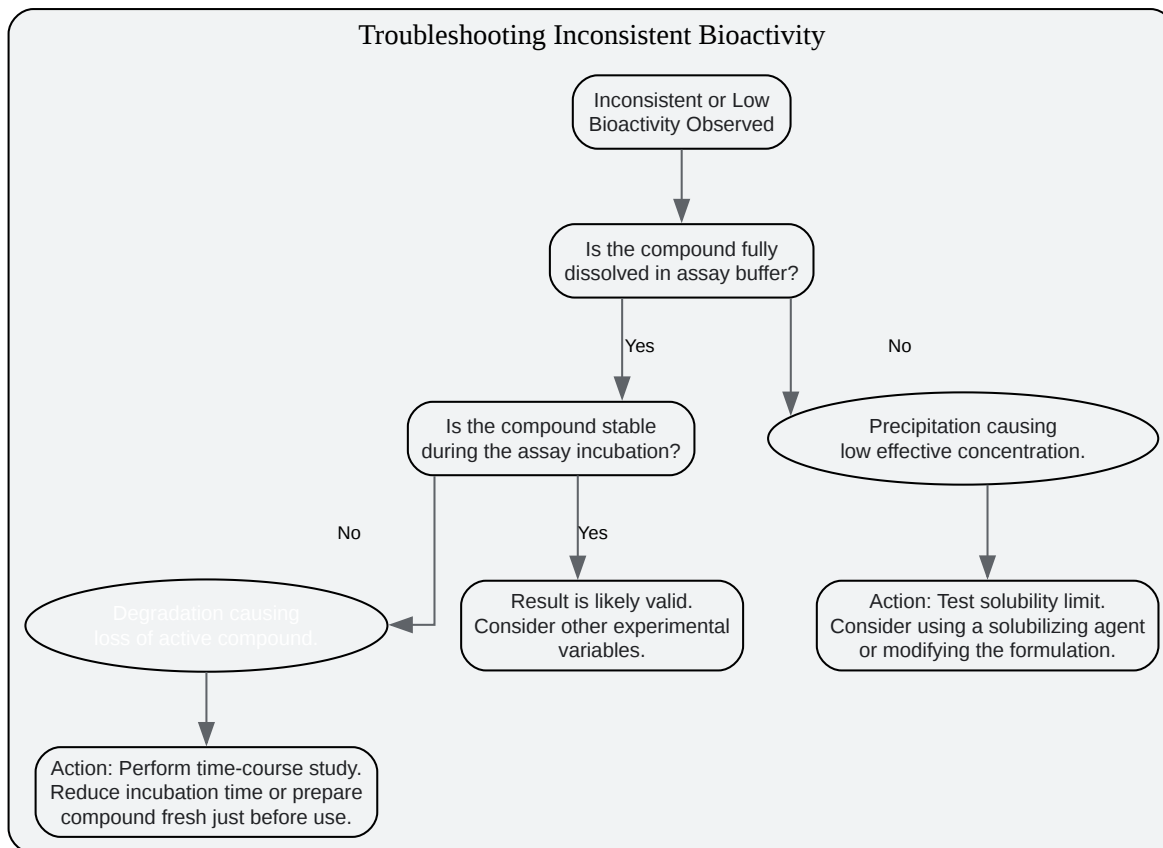 Troubleshooting Inconsistent Bioactivity
Inconsistent or Low
Bioactivity Observed
Is the compound fully
dissolved in assay buffer?
Yes
No
Is the compound stable
during the assay incubation?
Precipitation causing
low effective concentration.
No
Yes
Degradation causing
loss of active compound.
Result is likely valid.
Consider other experimental
variables.
Action: Test solubility limit.
Consider using a solubilizing agent
or modifying the formulation.
Action: Perform time-course study.
Reduce incubation time or prepare
compound fresh just before use.